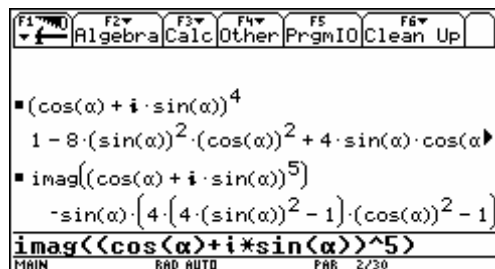 F1 F2 F3 F4 F5 F6
Algebra Calc Other PrgmIO Clean Up
▪(cos(α) + i·sin(α))^4
1 - 8·(sin(α))^2·(cos(α))^2 + 4·sin(α)·cos(α▶
▪imag((cos(α) + i·sin(α))^5)
-sin(α)·(4·(4·(sin(α))^2 - 1)·(cos(α))^2 - 1)
imag((cos(α)+i*sin(α))^5)
MAIN RAD AUTO PAR 2/30